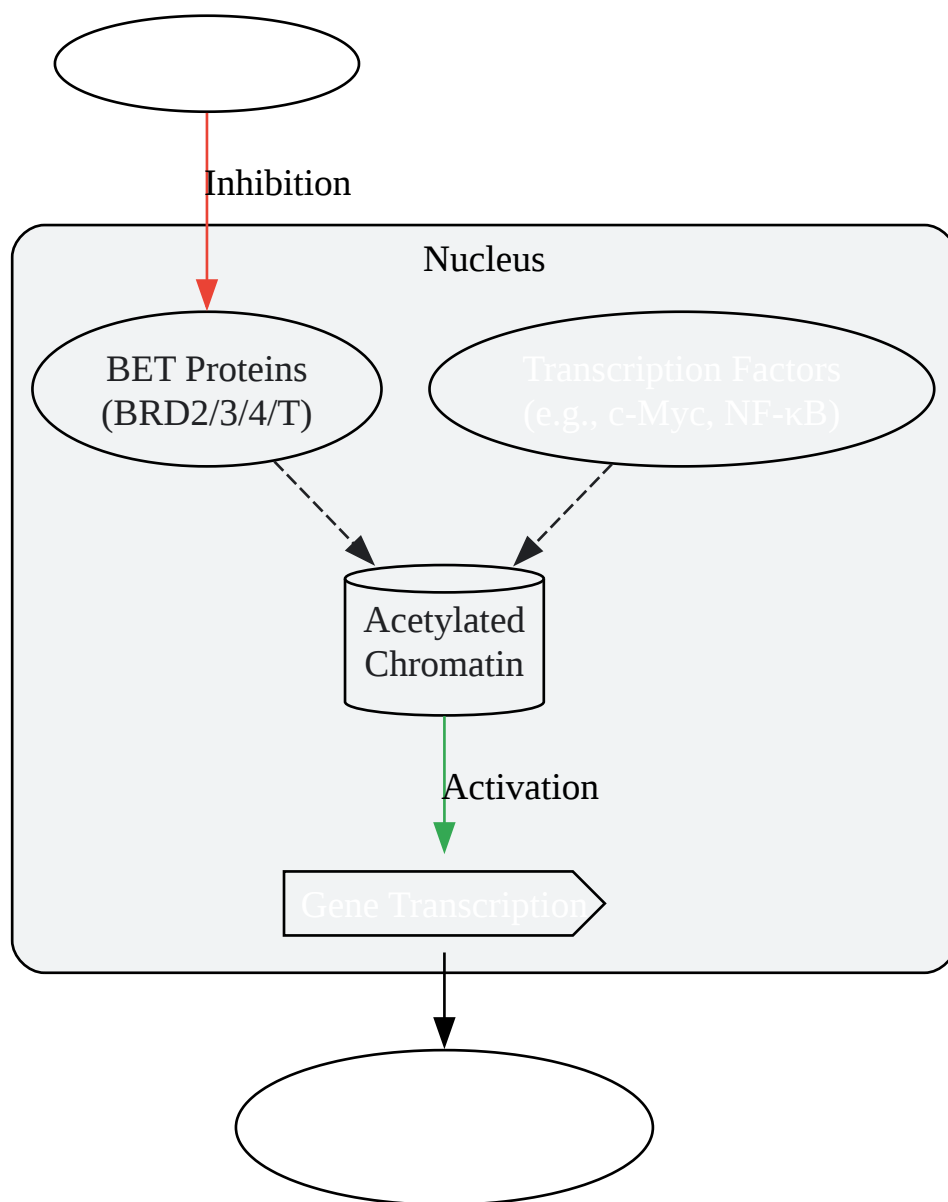 Inhibition
Nucleus
BET Proteins
(BRD2/3/4/T)
Transcription Factors
(e.g., c-Myc, NF-κB)
Acetylated
Chromatin
Activation
Gene Transcription